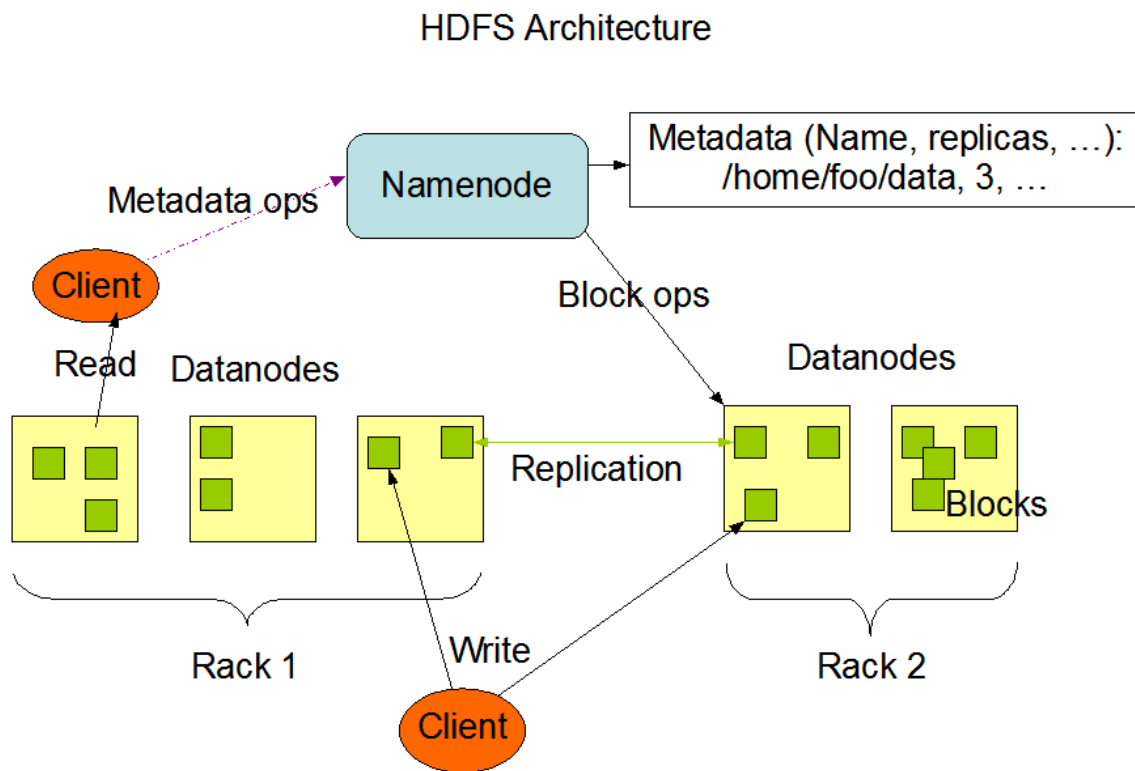 HDFS Architecture
Metadata (Name, replicas, …):
/home/foo/data, 3, …
Namenode
Metadata ops
Client
Block ops
Read
Datanodes
Datanodes
Replication
Blocks
Rack 1
Write
Rack 2
Client